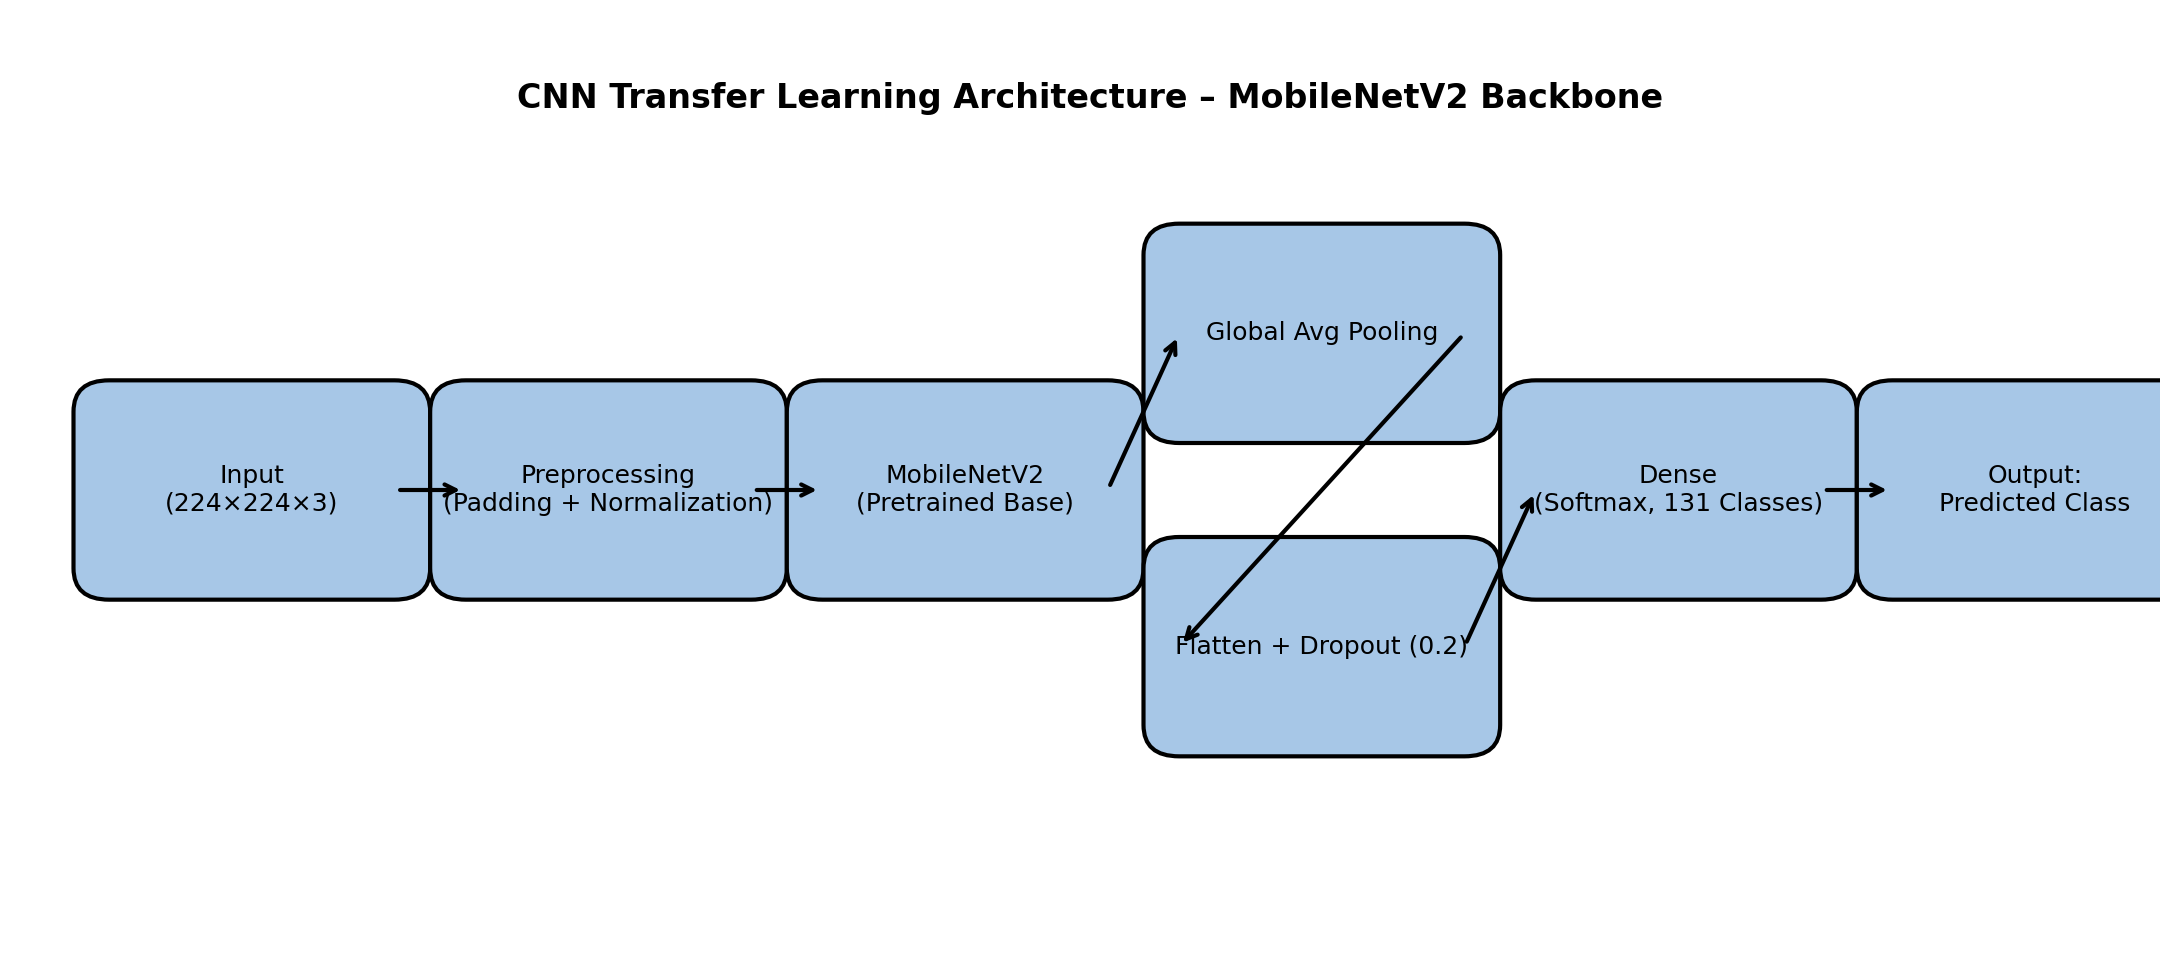 CNN Transfer Learning Architecture – MobileNetV2 Backbone
Input
(224×224×3)
Preprocessing
(Padding + Normalization)
MobileNetV2
(Pretrained Base)
Global Avg Pooling
Flatten + Dropout (0.2)
Dense
(Softmax, 131 Classes)
Output:
Predicted Class